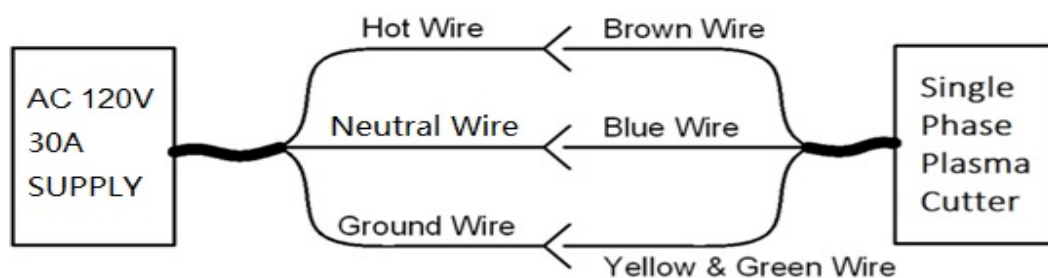 AC 120V
30A
SUPPLY
Hot Wire
Brown Wire
Neutral Wire
Blue Wire
Ground Wire
Yellow & Green Wire
Single
Phase
Plasma
Cutter